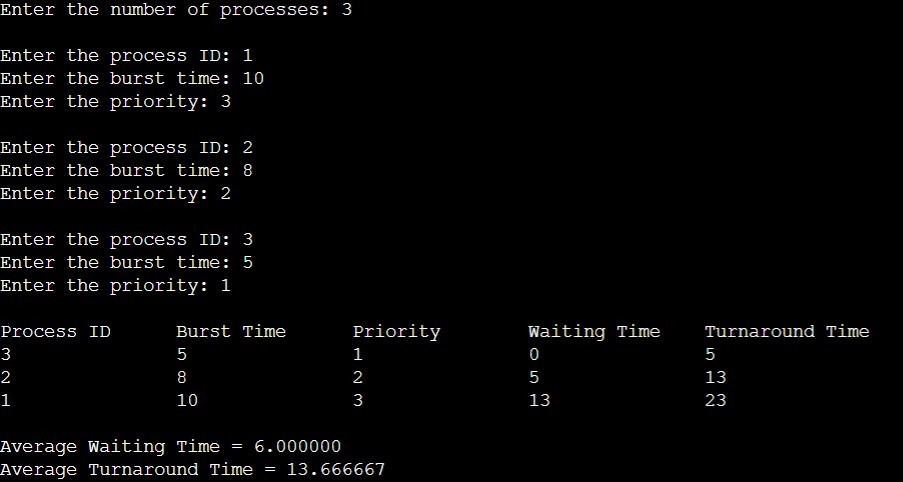 Enter the number of processes: 3
Enter the process ID: 1
Enter the burst time: 10
Enter the priority: 3
Enter the process ID: 2
Enter the burst time: 8
Enter the priority: 2
Enter the process ID: 3
Enter the burst time: 5
Enter the priority: 1
Process ID Burst Time Priority Waiting Time Turnaround Time
3 5 1 0 5
2 8 2 5 13
1 10 3 13 23
Average Waiting Time = 6.000000
Average Turnaround Time = 13.666667